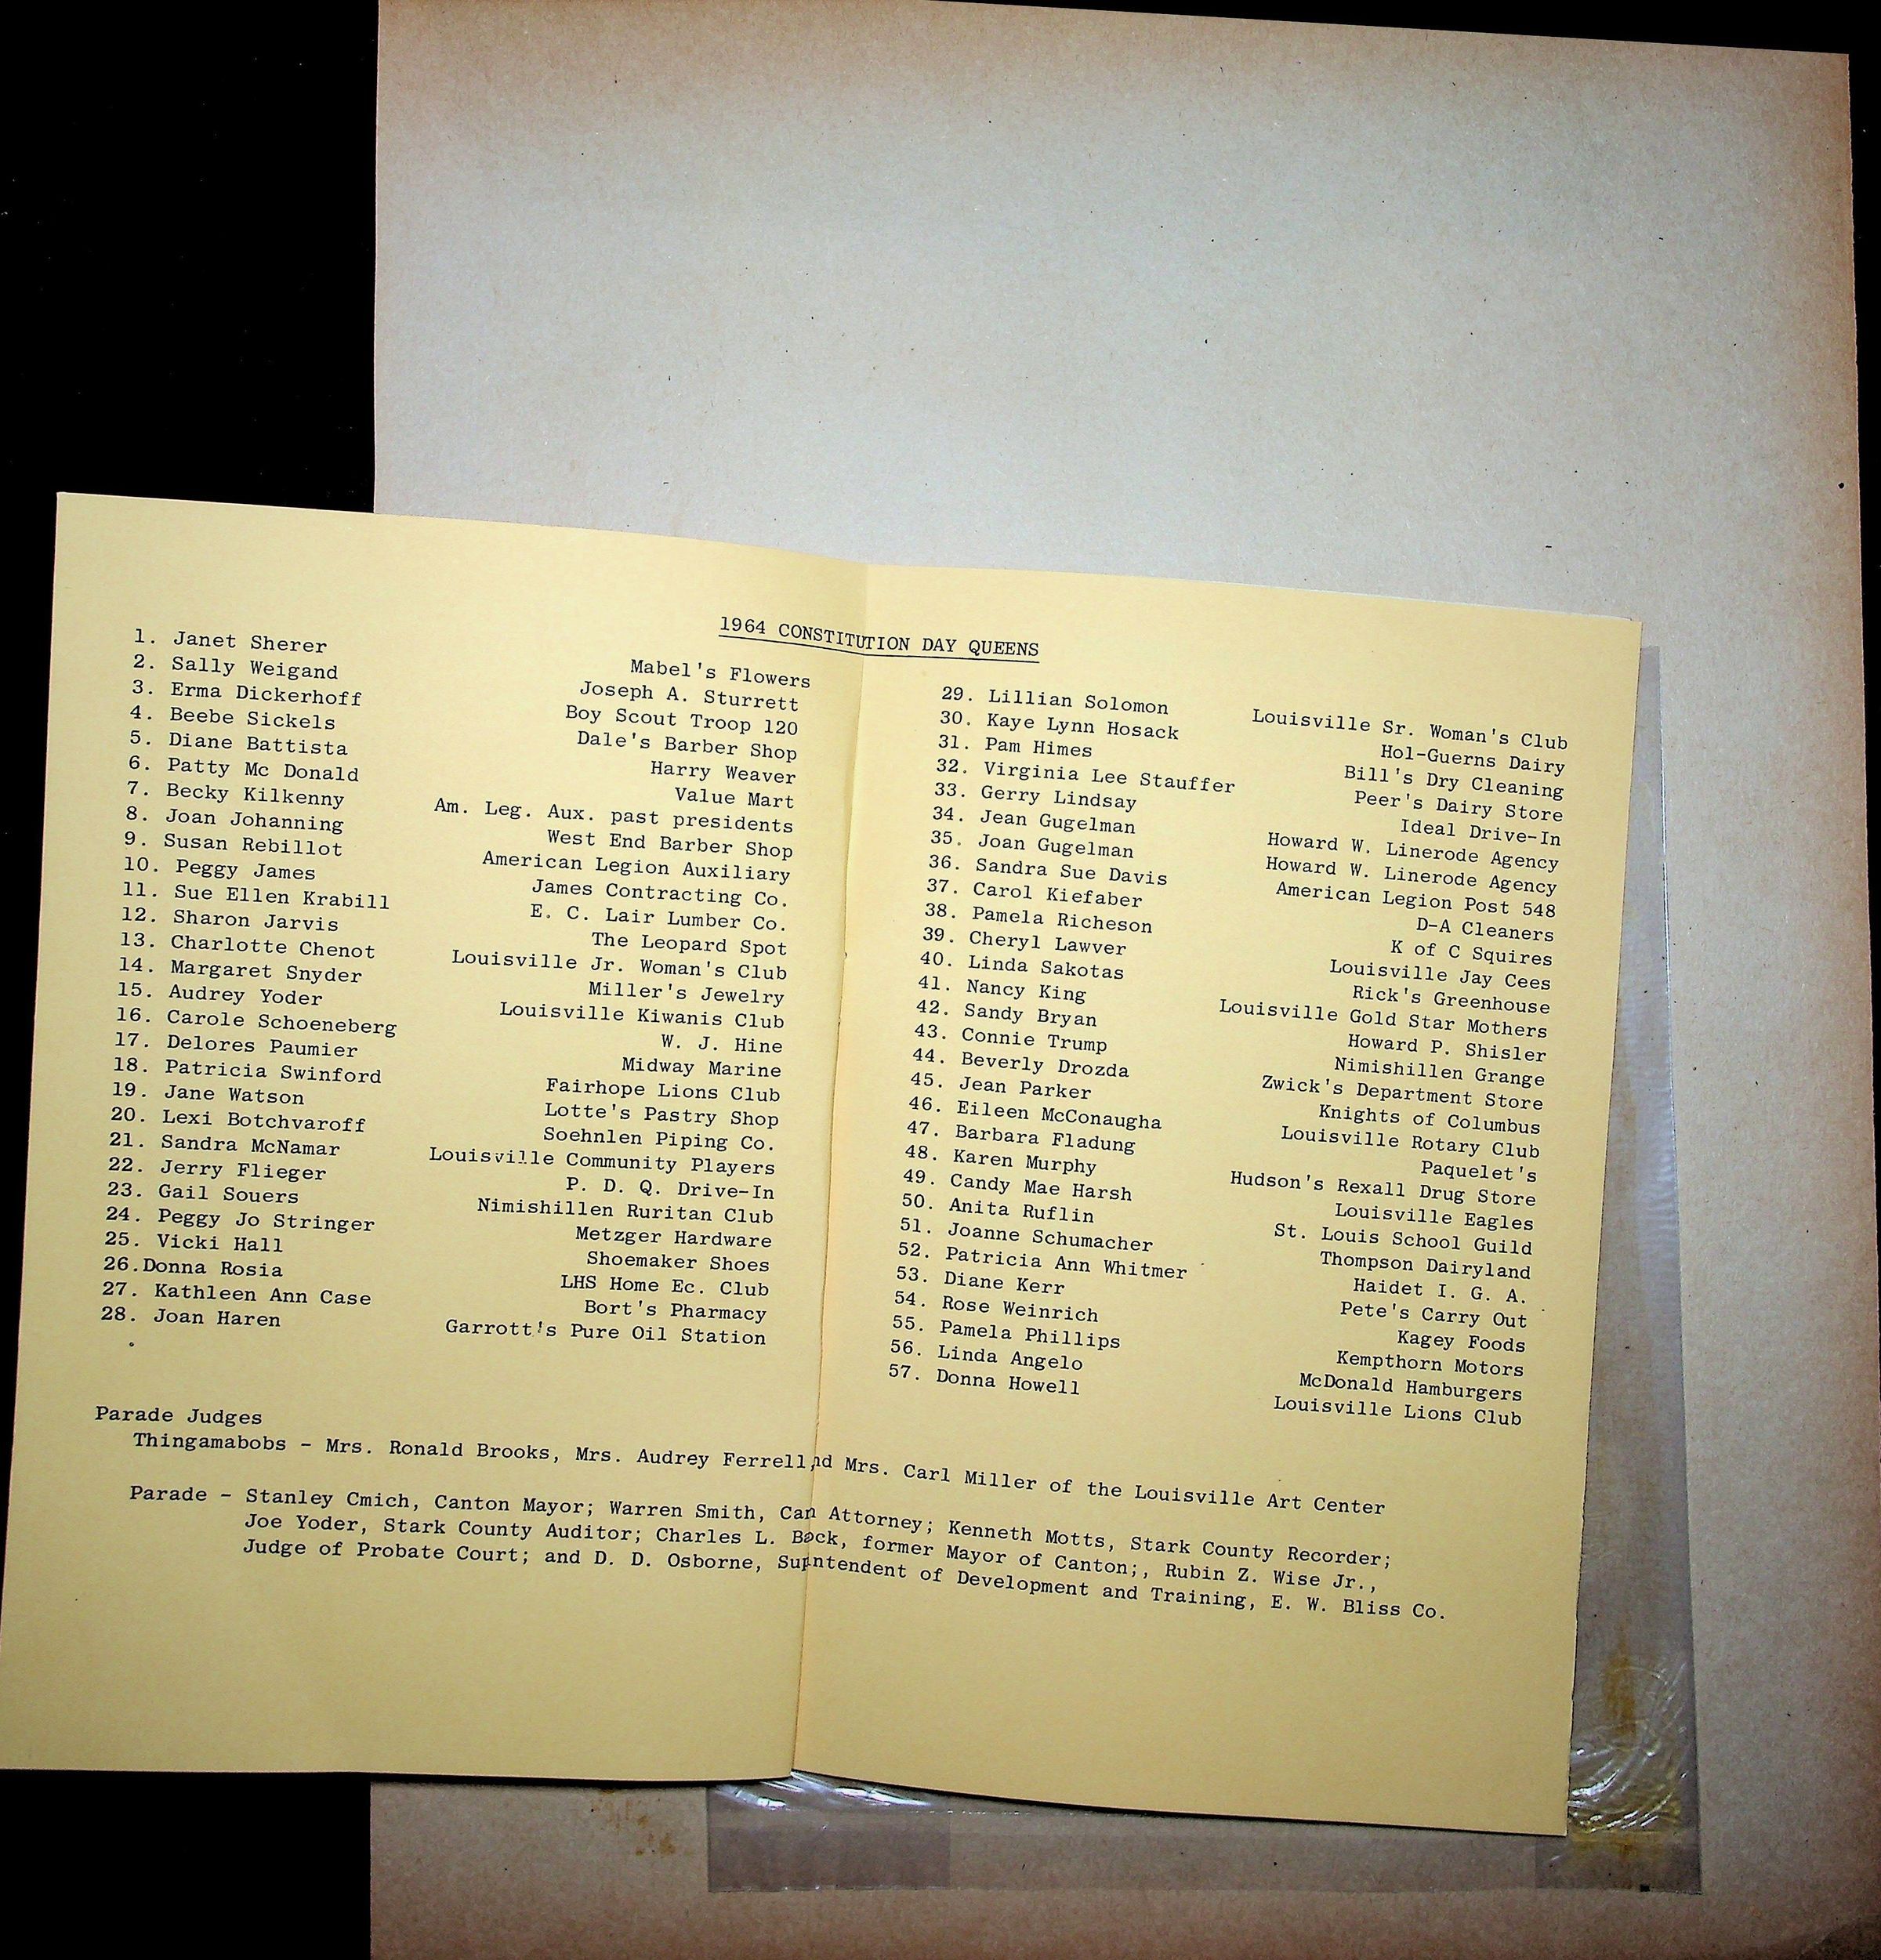 1964 CONSTITUTION DAY QUEENS
1. Janet Sherer Mabel's Flowers
2. Sally Weigand Joseph A. Sturrett
3. Erma Dickerhoff Boy Scout Troop 120
4. Beebe Sickels Dale's Barber Shop
5. Diane Battista Harry Weaver
6. Patty Mc Donald Value Mart
7. Becky Kilkenny Am. Leg. Aux. past presidents
8. Joan Johanning West End Barber Shop
9. Susan Rebillot American Legion Auxiliary
10. Peggy James James Contracting Co.
11. Sue Ellen Krabill E. C. Lair Lumber Co.
12. Sharon Jarvis The Leopard Spot
13. Charlotte Chenot Louisville Jr. Woman's Club
14. Margaret Snyder Miller's Jewelry
15. Audrey Yoder Louisville Kiwanis Club
16. Carole Schoeneberg W. J. Hine
17. Delores Paumier Midway Marine
18. Patricia Swinford Fairhope Lions Club
19. Jane Watson Lotte's Pastry Shop
20. Lexi Botchvaroff Soehnlen Piping Co.
21. Sandra McNamar Louisville Community Players
22. Jerry Flieger P. D. Q. Drive-In
23. Gail Souers Nimishillen Ruritan Club
24. Peggy Jo Stringer Metzger Hardware
25. Vicki Hall Shoemaker Shoes
26.Donna Rosia LHS Home Ec. Club
27. Kathleen Ann Case Bort's Pharmacy
28. Joan Haren Garrott's Pure Oil Station
29. Lillian Solomon Louisville Sr. Woman's Club
30. Kaye Lynn Hosack Hol-Guerns Dairy
31. Pam Himes Bill's Dry Cleaning
32. Virginia Lee Stauffer Peer's Dairy Store
33. Gerry Lindsay Ideal Drive-In
34. Jean Gugelman Howard W. Linerode Agency
35. Joan Gugelman Howard W. Linerode Agency
36. Sandra Sue Davis American Legion Post 548
37. Carol Kiefaber D-A Cleaners
38. Pamela Richeson K of C Squires
39. Cheryl Lawver Louisville Jay Cees
40. Linda Sakotas Rick's Greenhouse
41. Nancy King Louisville Gold Star Mothers
42. Sandy Bryan Howard P. Shisler
43. Connie Trump Nimishillen Grange
44. Beverly Drozda Zwick's Department Store
45. Jean Parker Knights of Columbus
46. Eileen McConaugha Louisville Rotary Club
47. Barbara Fladung Paquelet's
48. Karen Murphy Hudson's Rexall Drug Store
49. Candy Mae Harsh Louisville Eagles
50. Anita Ruflin St. Louis School Guild
51. Joanne Schumacher Thompson Dairyland
52. Patricia Ann Whitmer Haidet I. G. A.
53. Diane Kerr Pete's Carry Out
54. Rose Weinrich Kagey Foods
55. Pamela Phillips Kempthorn Motors
56. Linda Angelo McDonald Hamburgers
57. Donna Howell Louisville Lions Club
Parade Judges
Thingamabobs - Mrs. Ronald Brooks, Mrs. Audrey Ferrell Mrs. Carl Miller of the Louisville Art Center
Parade - Stanley Cmich, Canton Mayor; Warren Smith, Attorney; Kenneth Motts, Stark County Recorder;
Joe Yoder, Stark County Auditor; Charles L. former Mayor of Canton;, Rubin Z. Wise Jr.,
Judge of Probate Court; and D. D. Osborne, of Development and Training, E. W. Bliss Co.